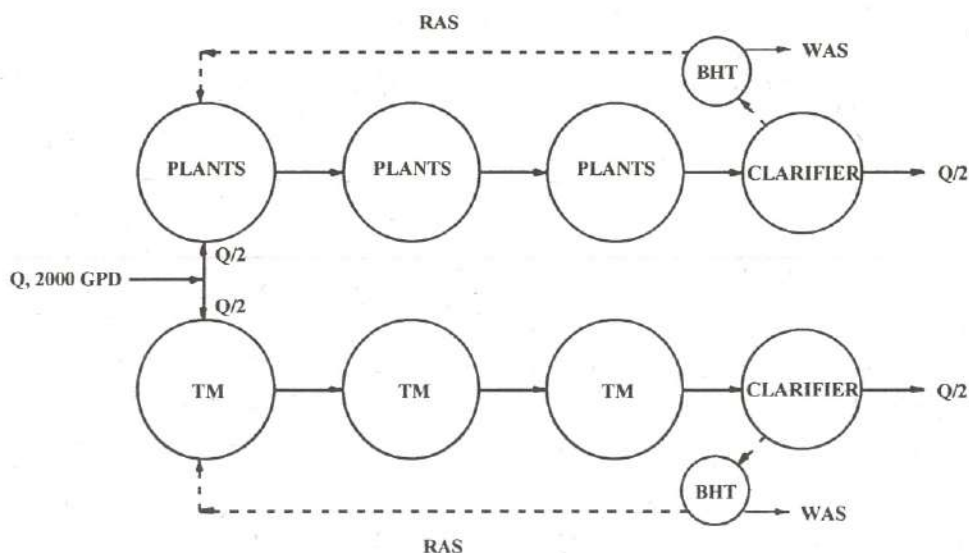 RAS
BHT
WAS
PLANTS
PLANTS
PLANTS
CLARIFIER
Q/2
Q/2
Q, 2000 GPD
Q/2
TM
TM
TM
CLARIFIER
Q/2
BHT
WAS
RAS